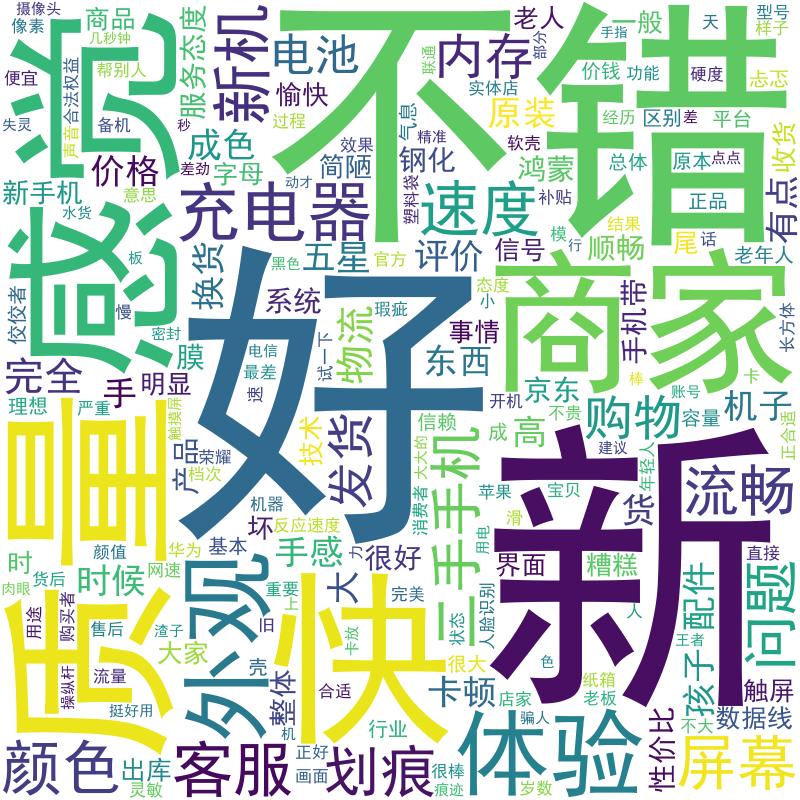 摄像头
像素
商品
几秒钟
便宜
帮别人
声音合法权益
失灵
备机
感觉
服务态度
新机
电池
愉快
过程
秒
成色
差劲
字母
价格
新手机
意思
水货
板
动才
效果
简陋
不错
内存
联通
气息
钢化
塑料袋
老人
部分
实体店
原装
精准
软壳
鸿蒙
补贴
一般
手指
价钱
功能
经历
区别
差
总体
原本
点点
正品
天
型号
样子
硬度
忐忑
平台
收货
有点
充电器
速度
信号
顺畅
模
行
结果
尾
话
老年人
五星
评价
官方
黑色
换货
系统
瑕疵
态度
小
商家
手机带
长方体
佼佼者
慢
密封
膜
完全
手
明显
理想
严重
触摸屏
好
电信
最差
速
试一下
物流
事情
东西
京东
棒
卡
账号
开机
不贵
购物
容量
机子
正合适
质量
产品
荣耀
档次
技术
发货
信赖
大大的
成
高
建议
年轻人
新
流畅
货
二手手机
消费者
苹果
宝贝
滑
用电
机器
坏
反应速度
基本
手感
力
很好
界面
糟糕
直接
时
颜值
华为
时候
网速
肉眼
货后
外观
重要
上
大
完美
卡放
快
状态
人脸识别
人
孩子
配件
王者
问题
用途
购买者
售后
渣子
大家
操纵杆
流量
挺好用
壳
旧
整体
机
合适
行业
很大
卡顿
店家
色
纸箱
老板
骗人
不大
触屏
数据线
颜色
出库
灵敏
客服
正好
画面
划痕
很棒
痕迹
体验
岁数
性价比
屏幕